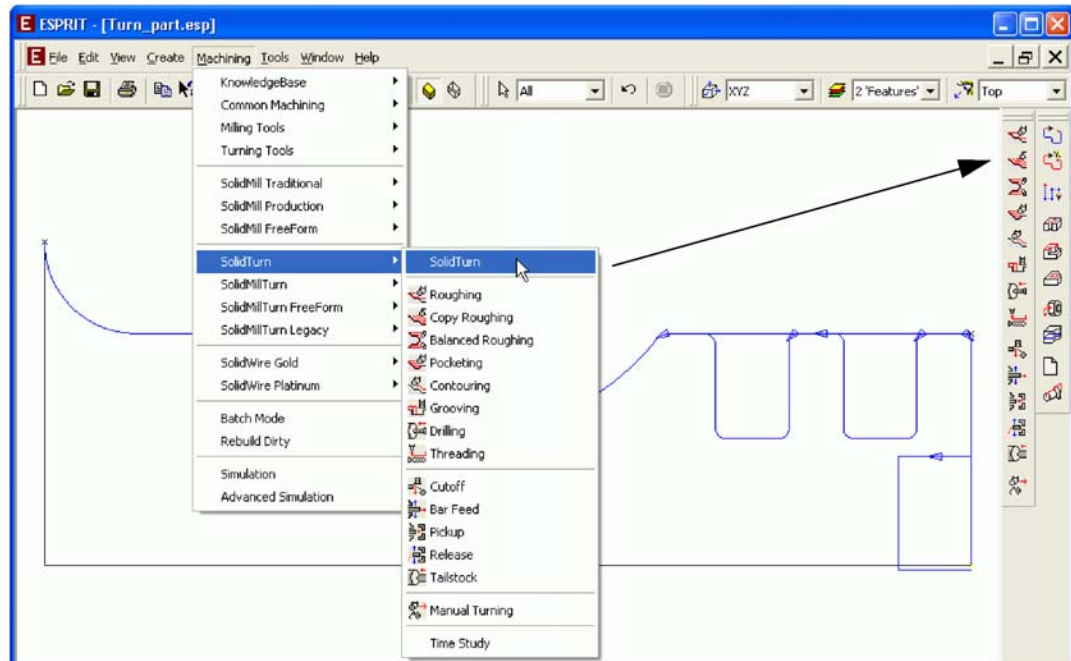 ESPRIT - [Turn_part.esp]
File Edit View Create Machining Tools Window Help
All XYZ 2 'Features' Top
KnowledgeBase
Common Machining
Milling Tools
Turning Tools
SolidMill Traditional
SolidMill Production
SolidMill FreeForm
SolidTurn
SolidMillTurn
SolidMillTurn FreeForm
SolidMillTurn Legacy
SolidWire Gold
SolidWire Platinum
Batch Mode
Rebuild Dirty
Simulation
Advanced Simulation
SolidTurn
Roughing
Copy Roughing
Balanced Roughing
Pocketing
Contouring
Grooving
Drilling
Threading
Cutoff
Bar Feed
Pickup
Release
Tailstock
Manual Turning
Time Study